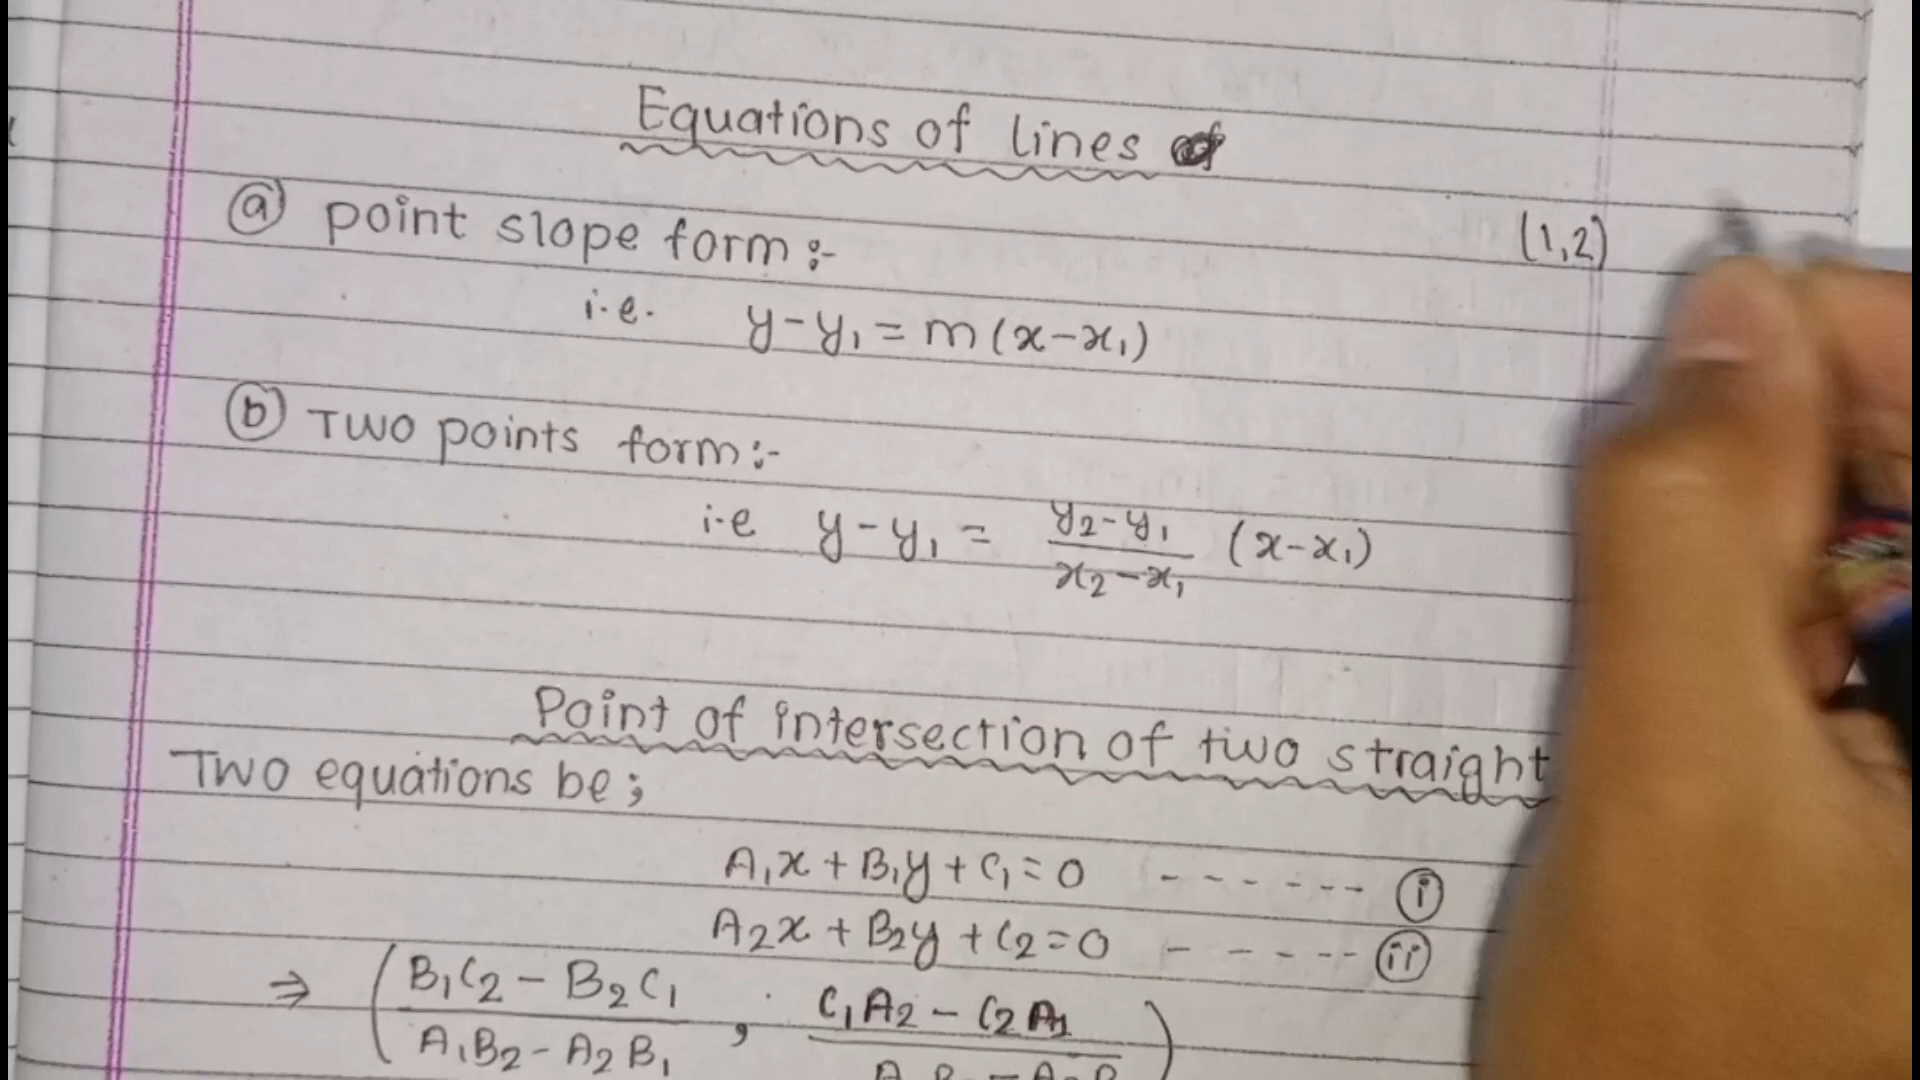 Equations of lines
ⓐ point slope form :-
(1,2)
i.e. y-y₁ = m(x-x₁)
ⓑ Two points form :-
i.e y-y₁ = y₂-y₁ / x₂-x₁ (x-x₁)
Point of intersection of two straight
Two equations be;
A₁x + B₁y + C₁ = 0 ------ ⓘ
A₂x + B₂y + C₂ = 0 ----- ⓘⓘ
⇒ (B₁C₂ - B₂C₁ / A₁B₂ - A₂B₁ , C₁A₂ - C₂A₁ /)